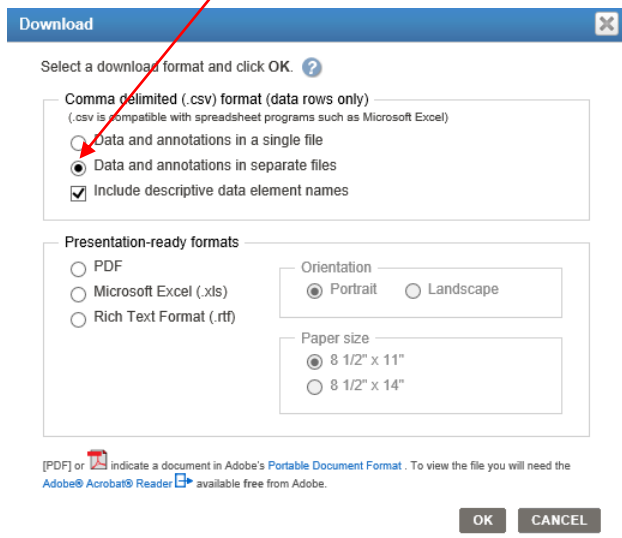 Download
Select a download format and click OK. ?
Comma delimited (.csv) format (data rows only)
(.csv is compatible with spreadsheet programs such as Microsoft Excel)
Data and annotations in a single file
Data and annotations in separate files
Include descriptive data element names
Presentation-ready formats
PDF
Microsoft Excel (.xls)
Rich Text Format (.rtf)
Orientation
Portrait Landscape
Paper size
8 1/2" x 11"
8 1/2" x 14"
[PDF] or indicate a document in Adobe's Portable Document Format . To view the file you will need the
Adobe® Acrobat® Reader available free from Adobe.
OK CANCEL